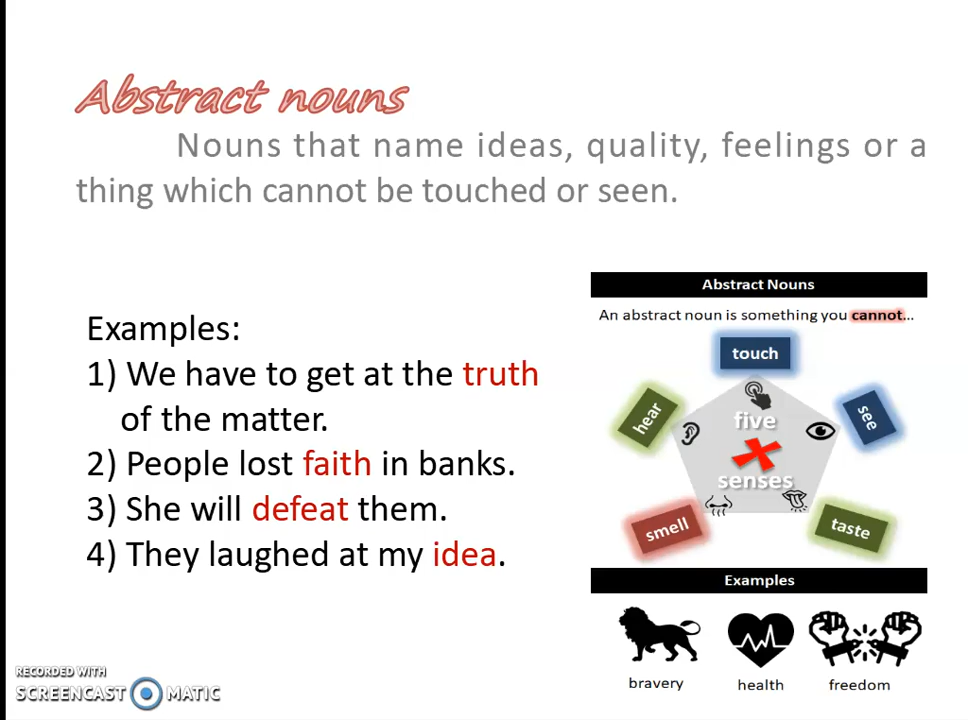 Abstract nouns
Nouns that name ideas, quality, feelings or a
thing which cannot be touched or seen.
Examples:
1) We have to get at the truth
of the matter.
2) People lost faith in banks.
3) She will defeat them.
4) They laughed at my idea.
Abstract Nouns
An abstract noun is something you cannot...
touch
hear
see
five
senses
smell
taste
Examples
bravery
health
freedom
RECORDED WITH
SCREENCAST MATIC